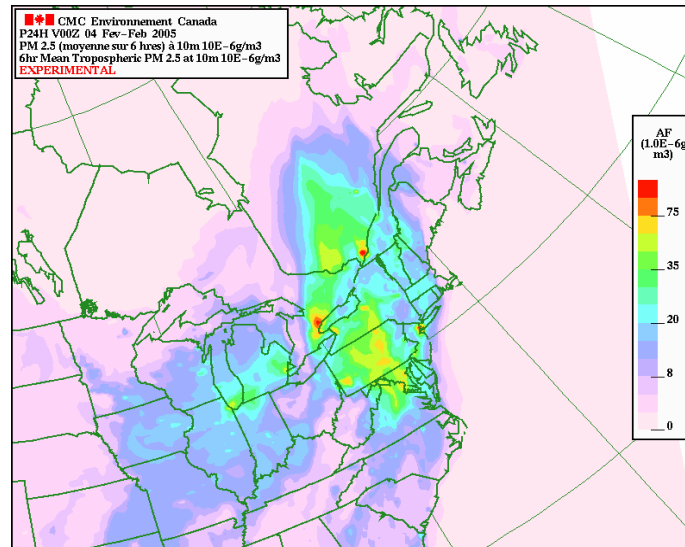 CMC Environnement Canada
P24H V00Z 04 Fev-Feb 2005
PM 2.5 (moyenne sur 6 hres) à 10m 10E-6g/m3
6hr Mean Tropospheric PM 2.5 at 10m 10E-6g/m3
EXPERIMENTAL
AF
(1.0E-6g
m3)
75
35
20
8
0